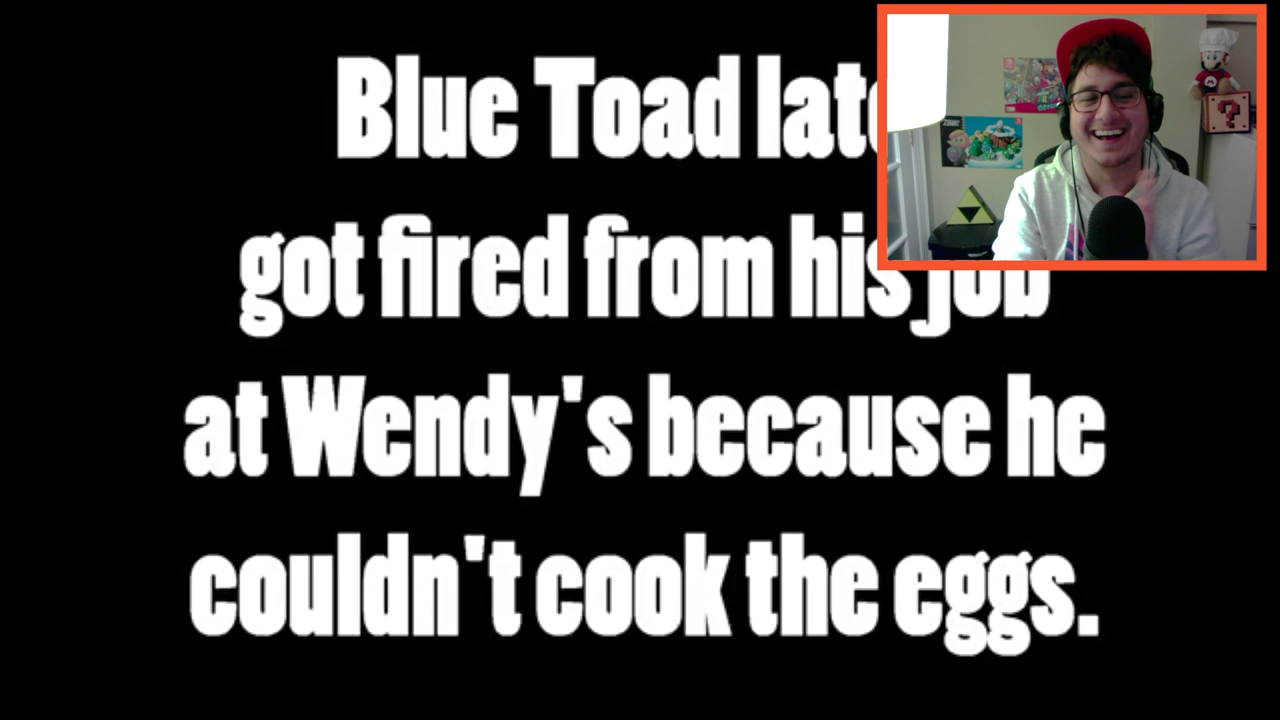 Blue Toad
got fired from his job
at Wendy's because he
couldn't cook the eggs.